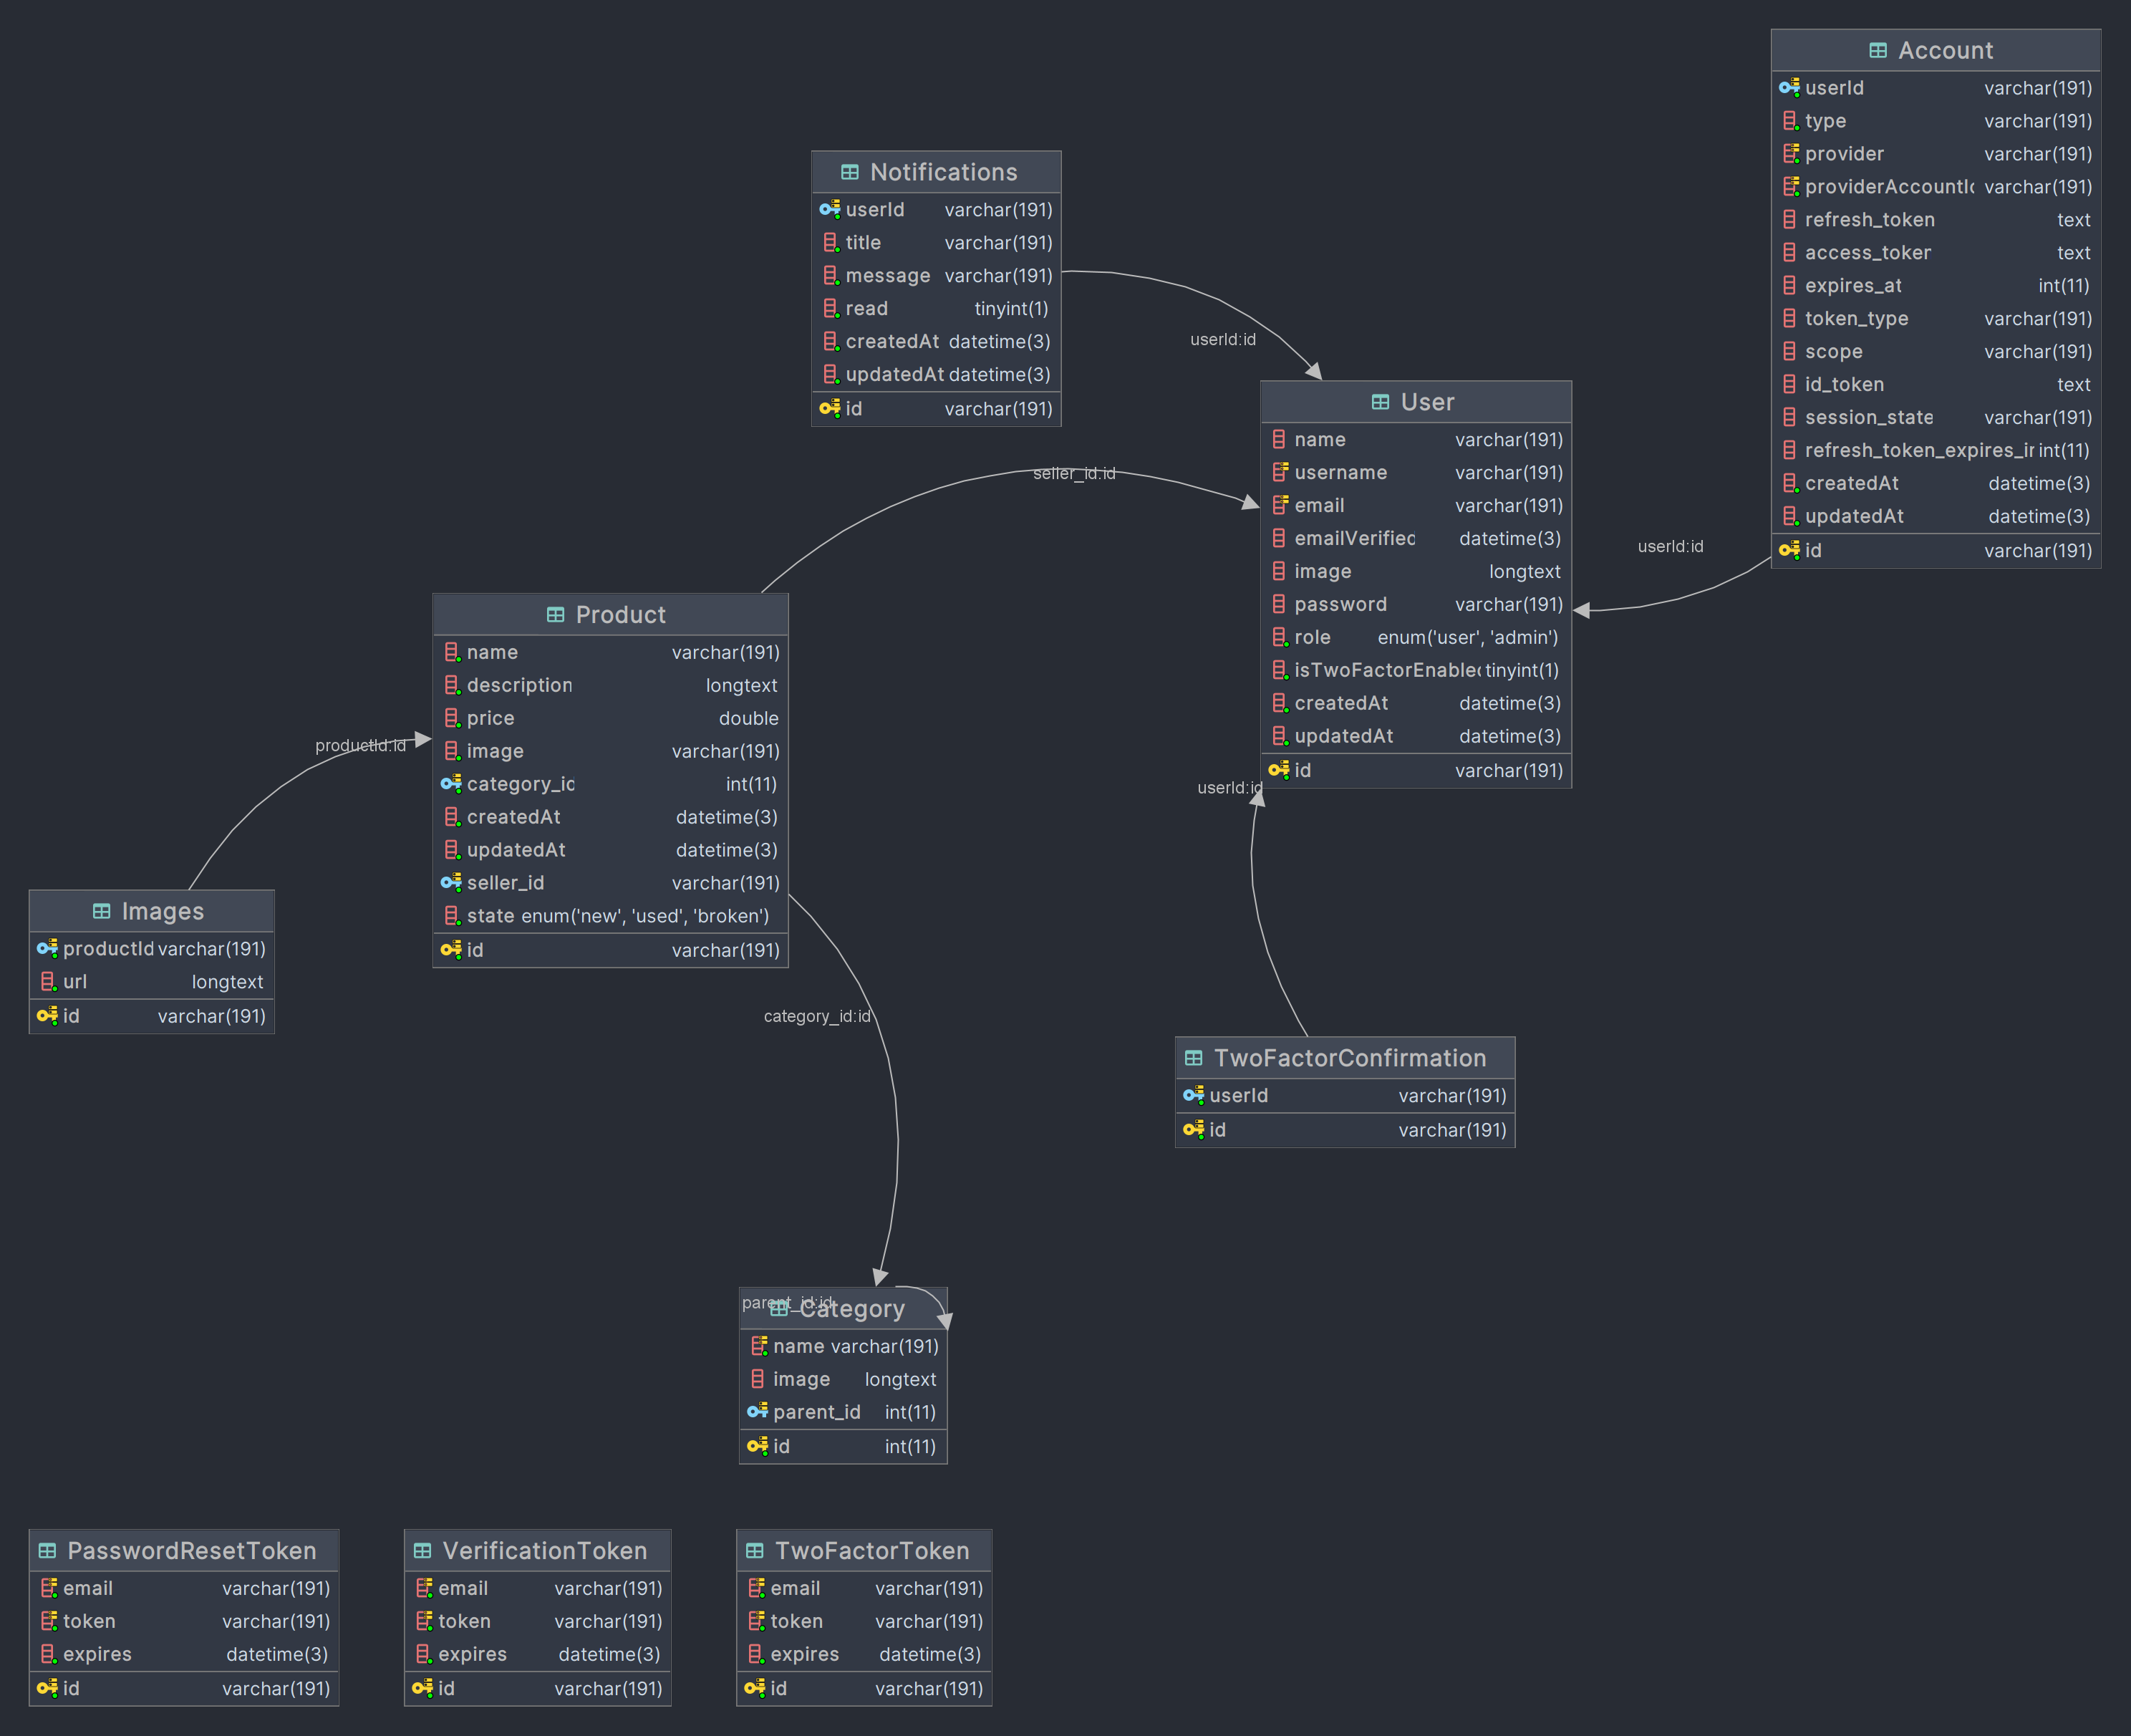 Account
userId varchar(191)
type varchar(191)
provider varchar(191)
providerAccountIc varchar(191)
refresh_token text
access_toker text
expires_at int(11)
token_type varchar(191)
scope varchar(191)
id_token text
session_state varchar(191)
refresh_token_expires_ir int(11)
createdAt datetime(3)
updatedAt datetime(3)
id varchar(191)
Notifications
userId varchar(191)
title varchar(191)
message varchar(191)
read tinyint(1)
createdAt datetime(3)
updatedAt datetime(3)
id varchar(191)
userId:id
User
name varchar(191)
username varchar(191)
email varchar(191)
emailVerified datetime(3)
image longtext
password varchar(191)
role enum('user', 'admin')
isTwoFactorEnabled tinyint(1)
createdAt datetime(3)
updatedAt datetime(3)
id varchar(191)
seller_id:id
userId:id
Product
name varchar(191)
description longtext
price double
image varchar(191)
category_id int(11)
createdAt datetime(3)
updatedAt datetime(3)
seller_id varchar(191)
state enum('new', 'used', 'broken')
id varchar(191)
productId:id
userId:id
Images
productId varchar(191)
url longtext
id varchar(191)
category_id:id
TwoFactorConfirmation
userId varchar(191)
id varchar(191)
parent_id:id
Category
name varchar(191)
image longtext
parent_id int(11)
id int(11)
PasswordResetToken
email varchar(191)
token varchar(191)
expires datetime(3)
id varchar(191)
VerificationToken
email varchar(191)
token varchar(191)
expires datetime(3)
id varchar(191)
TwoFactorToken
email varchar(191)
token varchar(191)
expires datetime(3)
id varchar(191)